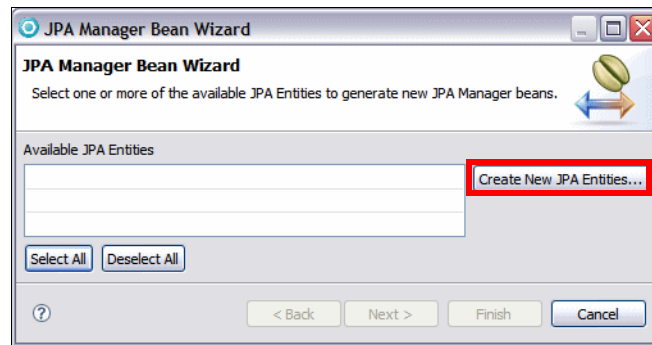 JPA Manager Bean Wizard
JPA Manager Bean Wizard
Select one or more of the available JPA Entities to generate new JPA Manager beans.
Available JPA Entities
Create New JPA Entities...
Select All Deselect All
? < Back Next > Finish Cancel